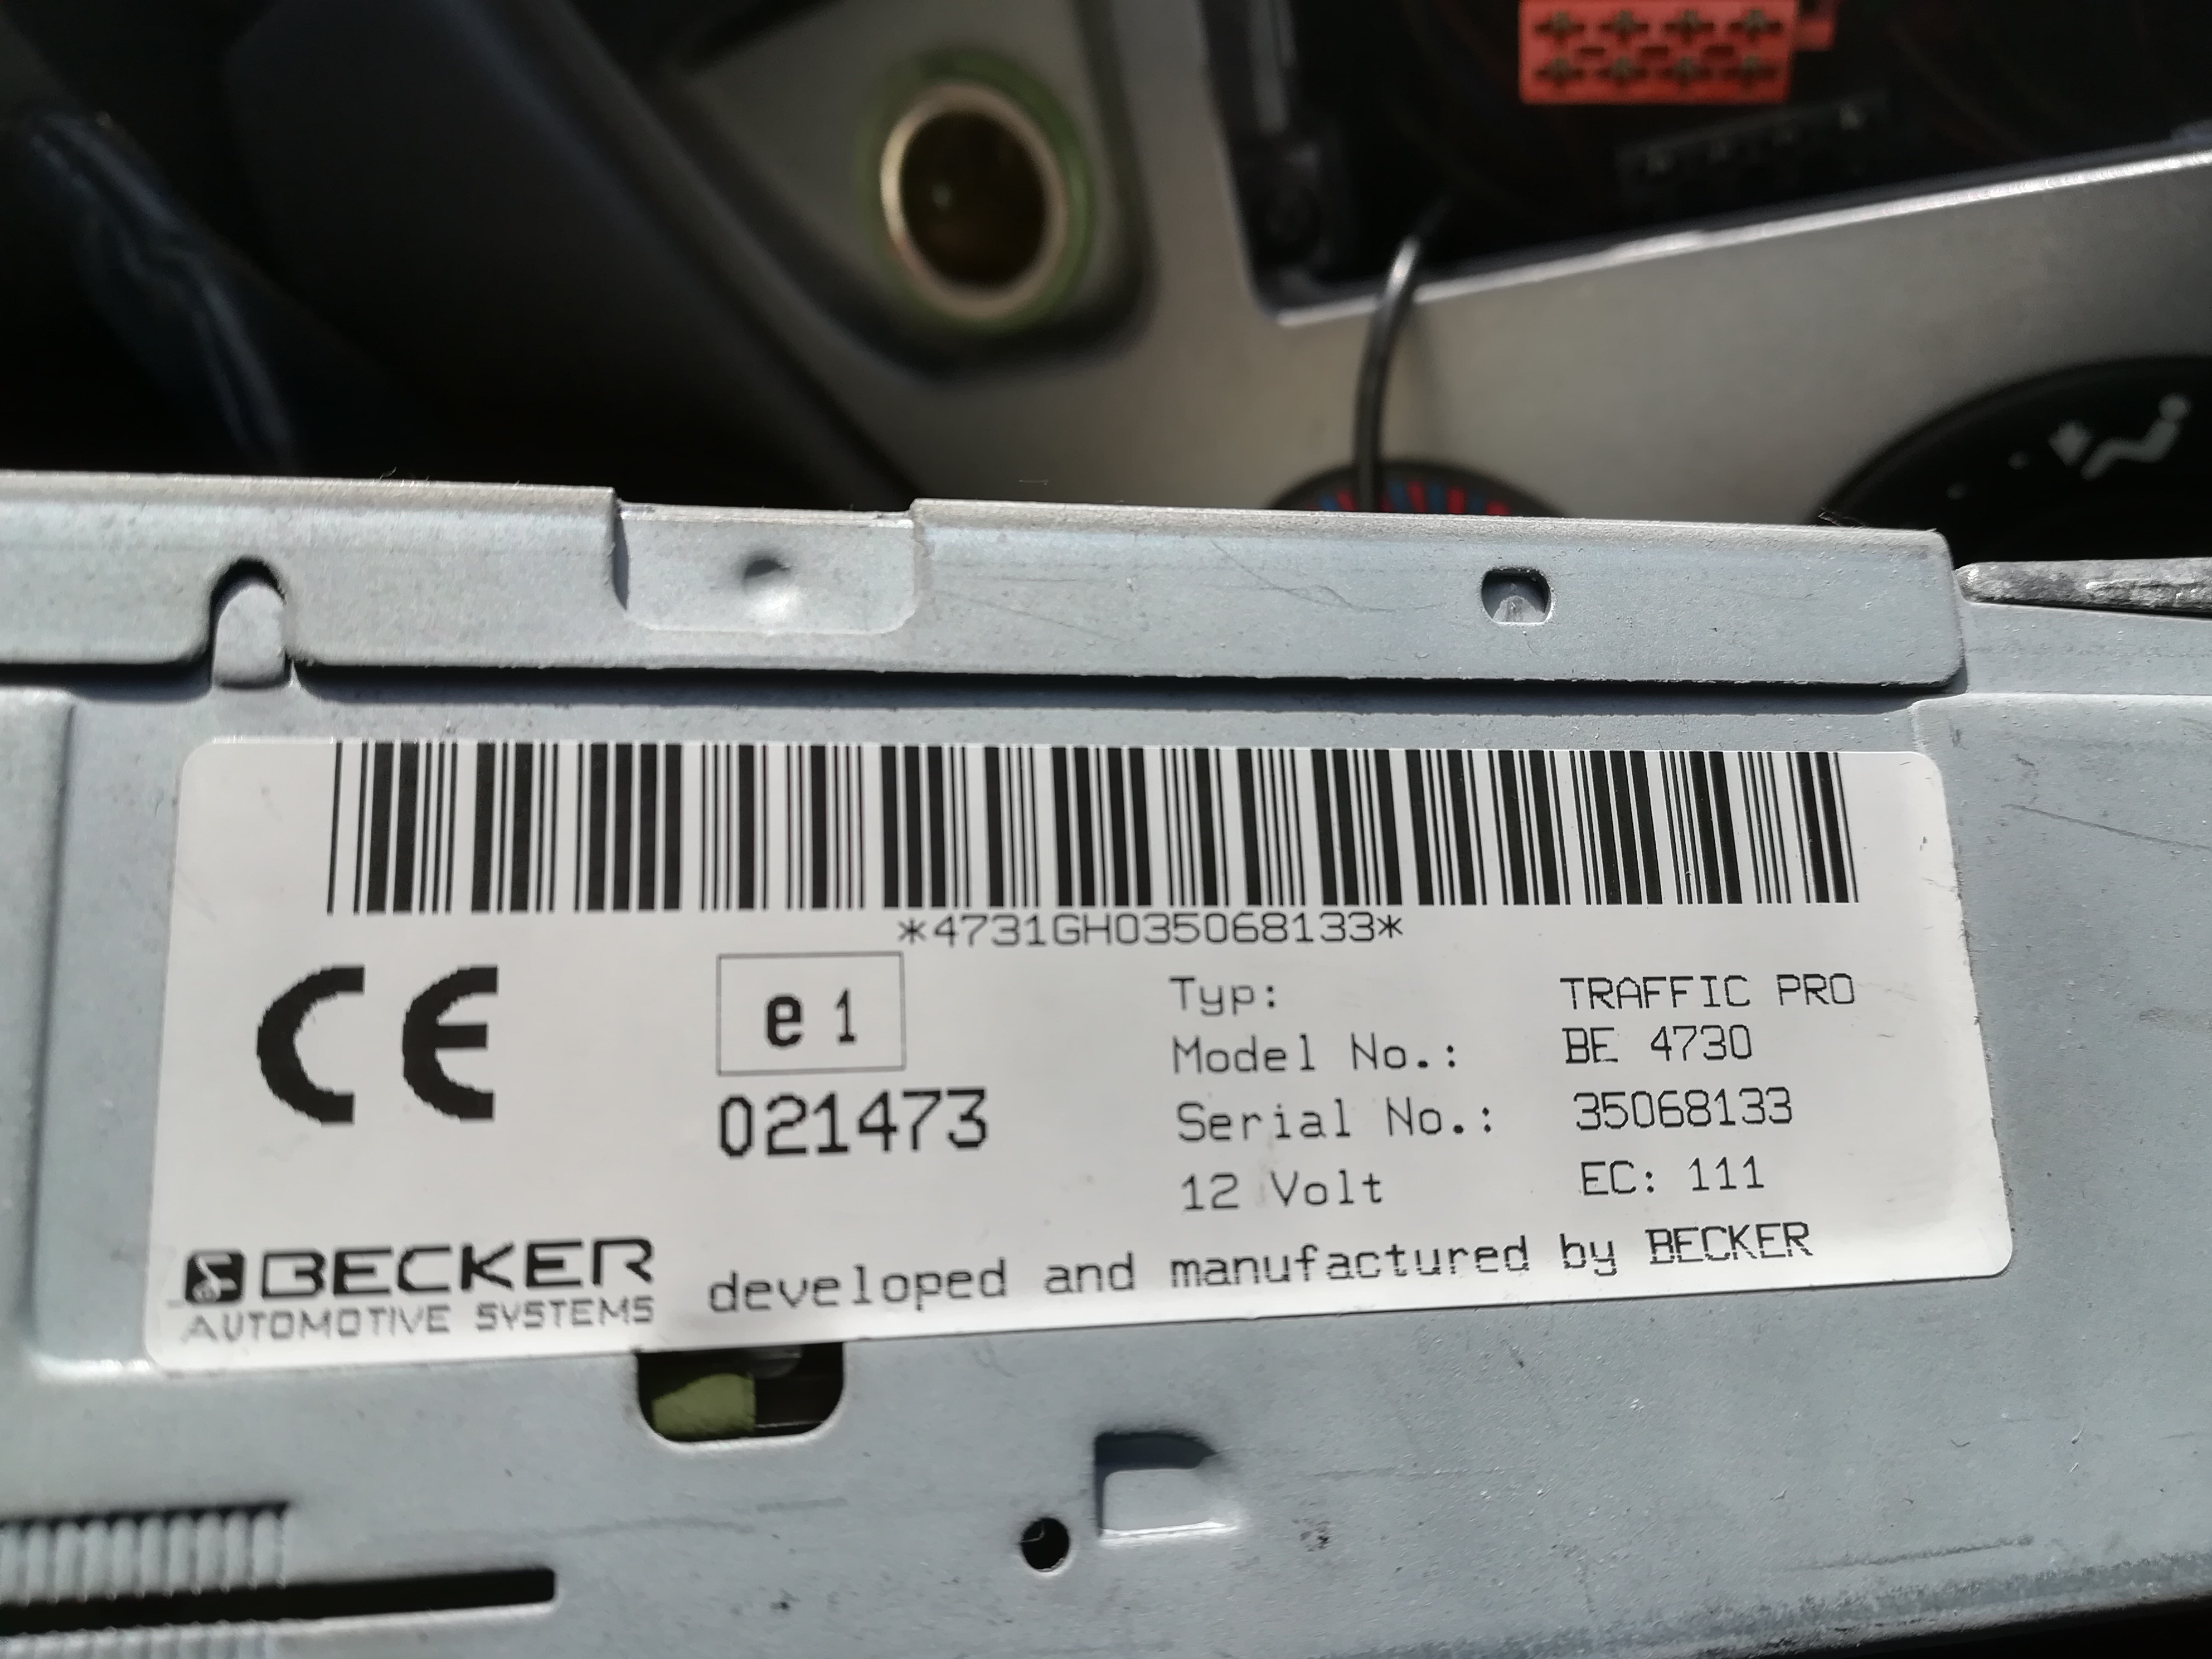 *4731GH035068133*
CE
e 1
021473
Typ: TRAFFIC PRO
Model No.: BE 4730
Serial No.: 35068133
12 Volt EC: 111
BECKER
AUTOMOTIVE SYSTEMS
developed and manufactured by BECKER